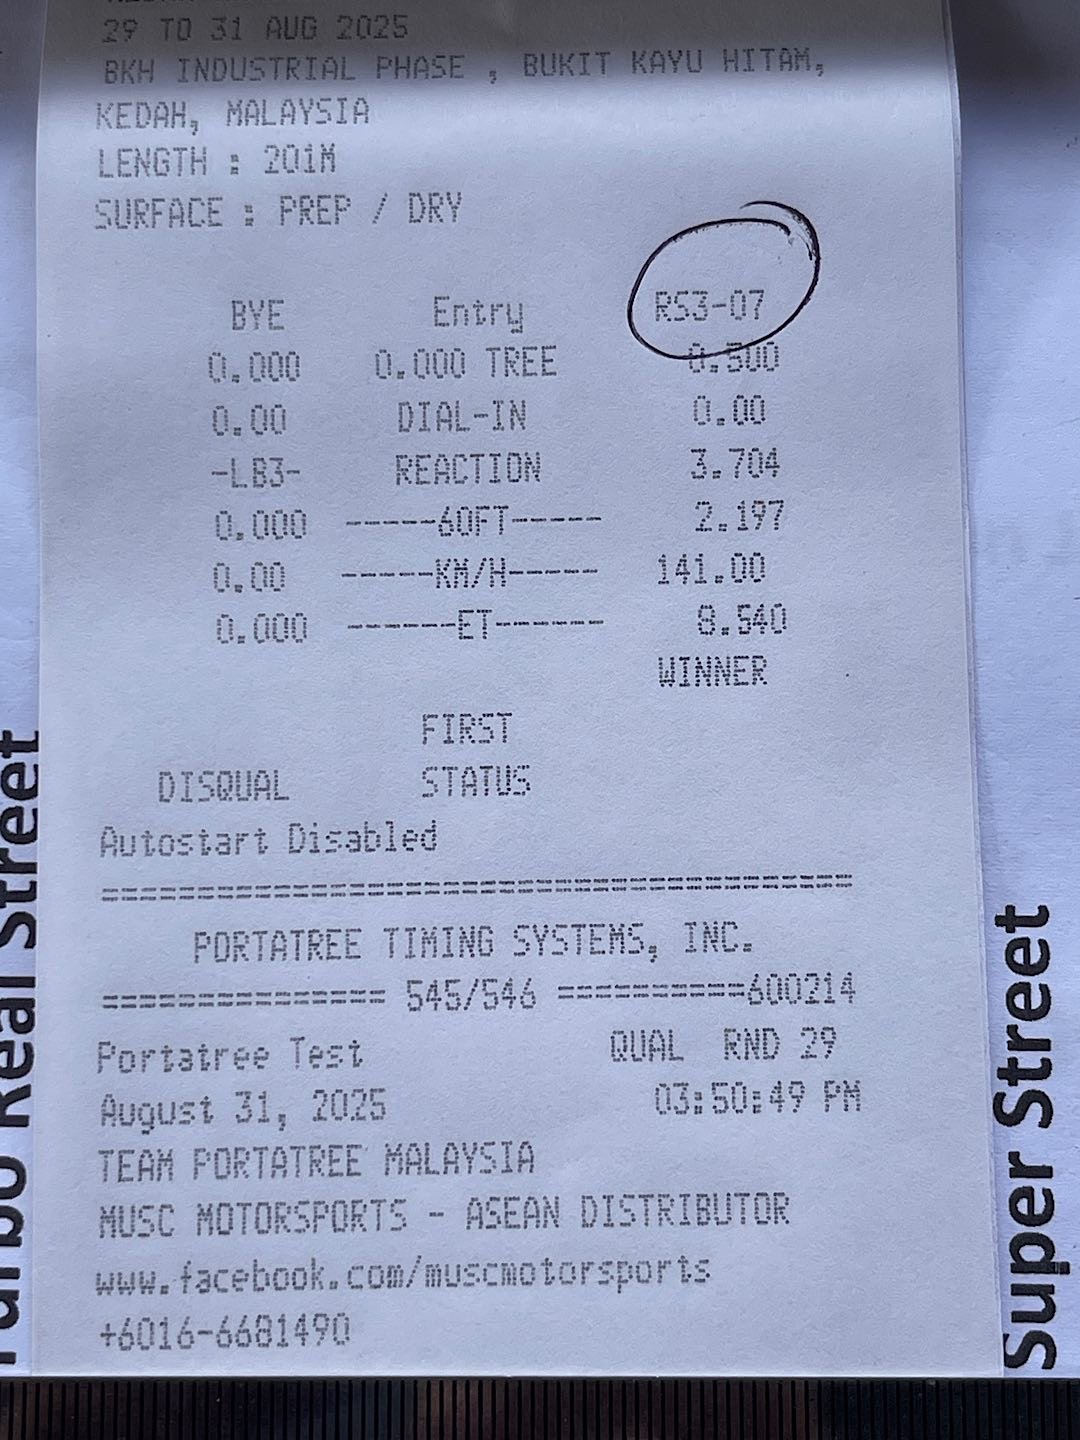 29 TO 31 AUG 2025
BKH INDUSTRIAL PHASE , BUKIT KAYU HITAM,
KEDAH, MALAYSIA
LENGTH : 201M
SURFACE : PREP / DRY
BYE Entry RS3-07
0.000 0.000 TREE 0.500
0.00 DIAL-IN 0.00
-LB3- REACTION 3.704
0.000 -----60FT----- 2.197
0.00 -----KM/H----- 141.00
0.000 ------ET------ 8.540
WINNER
FIRST
DISQUAL STATUS
Autostart Disabled
========================================
PORTATREE TIMING SYSTEMS, INC.
=============== 545/546 ==========600214
Portatree Test QUAL RND 29
August 31, 2025 03:50:49 PM
TEAM PORTATREE MALAYSIA
MUSC MOTORSPORTS - ASEAN DISTRIBUTOR
www.facebook.com/muscmotorsports
+6016-6681490
Turbo Real Street
Super Street